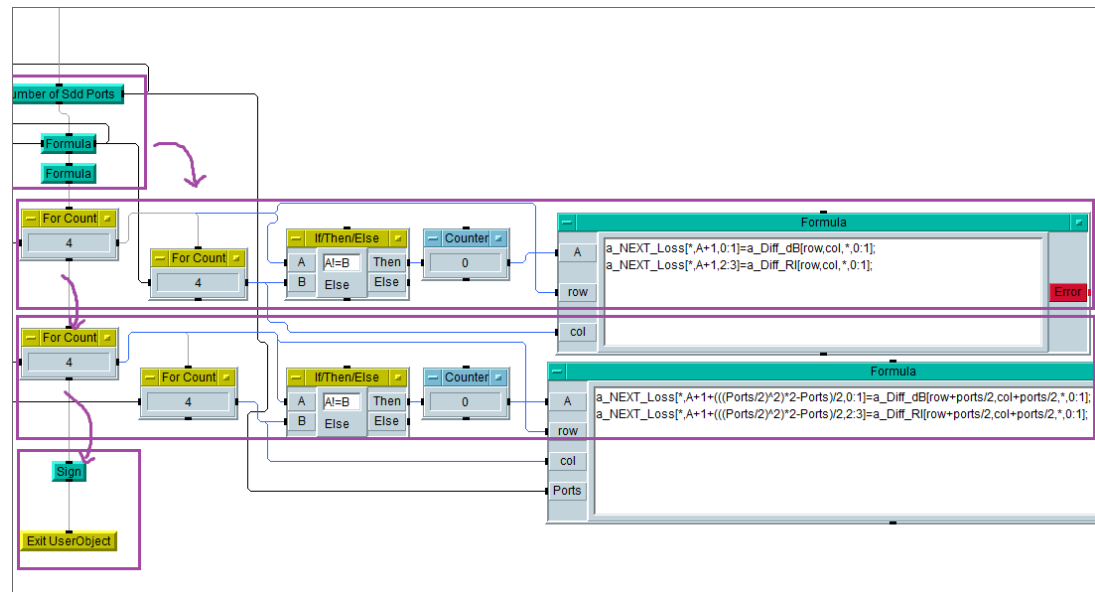 umber of Sdd Ports
Formula
Formula
For Count
4
For Count
4
If/Then/Else
A
A!=B
Then
B
Else
Else
Counter
0
Formula
A
row
col
a_NEXT_Loss[*,A+1,0:1]=a_Diff_dB[row,col,*,0:1];
a_NEXT_Loss[*,A+1,2:3]=a_Diff_RI[row,col,*,0:1];
Error
For Count
4
For Count
4
If/Then/Else
A
A!=B
Then
B
Else
Else
Counter
0
Formula
A
row
col
Ports
a_NEXT_Loss[*,A+1+(((Ports/2)^2)*2-Ports)/2,0:1]=a_Diff_dB[row+ports/2,col+ports/2,*,0:1];
a_NEXT_Loss[*,A+1+(((Ports/2)^2)*2-Ports)/2,2:3]=a_Diff_RI[row+ports/2,col+ports/2,*,0:1];
Sign
Exit UserObject